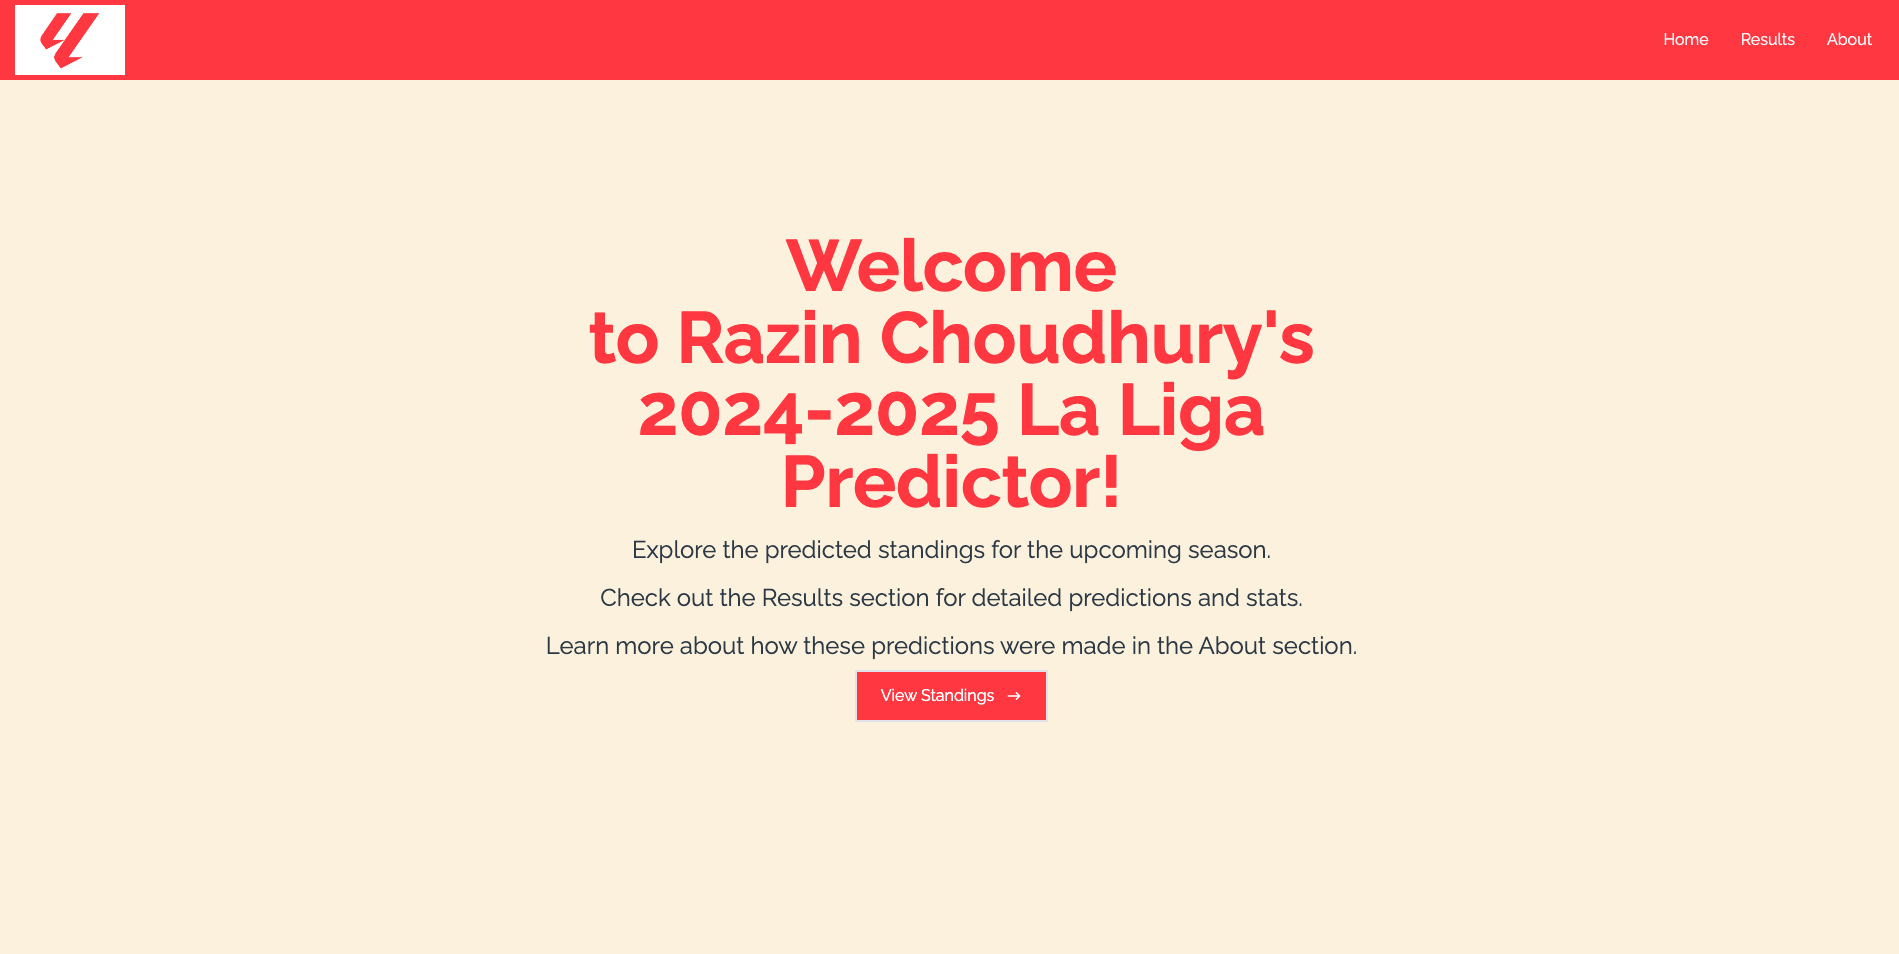 Home Results About
Welcome
to Razin Choudhury's
2024-2025 La Liga
Predictor!
Explore the predicted standings for the upcoming season.
Check out the Results section for detailed predictions and stats.
Learn more about how these predictions were made in the About section.
View Standings →